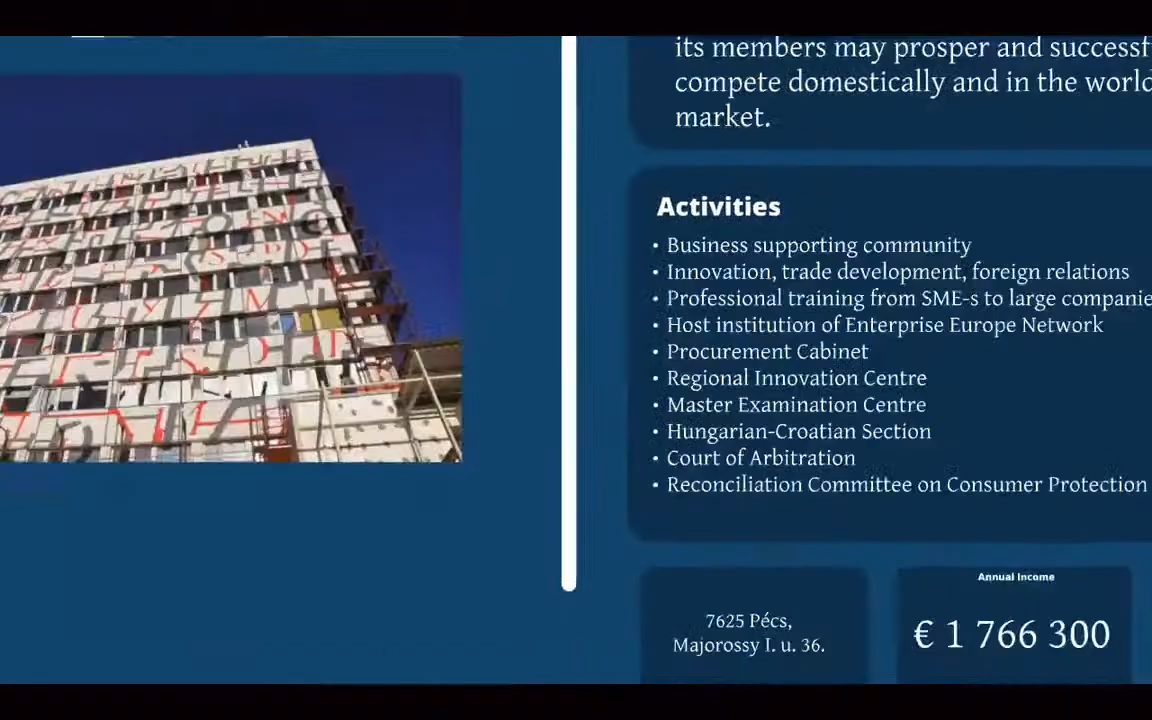 its members may prosper and successf
compete domestically and in the world
market.
Activities
• Business supporting community
• Innovation, trade development, foreign relations
• Professional training from SME-s to large companie
• Host institution of Enterprise Europe Network
• Procurement Cabinet
• Regional Innovation Centre
• Master Examination Centre
• Hungarian-Croatian Section
• Court of Arbitration
• Reconciliation Committee on Consumer Protection
7625 Pécs,
Majorossy I. u. 36.
Annual Income
€ 1 766 300